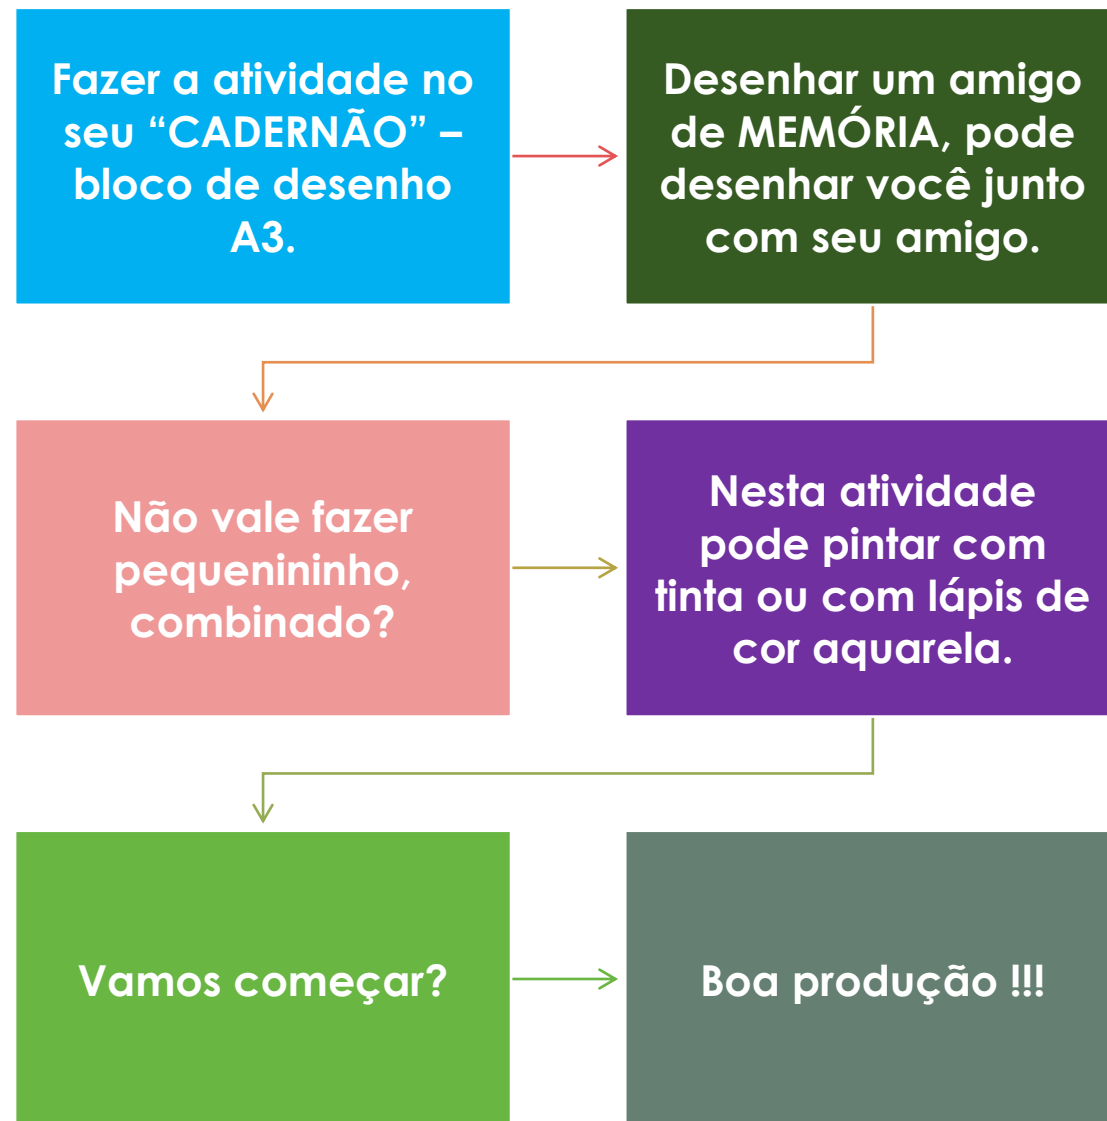 Fazer a atividade no
seu “CADERNÃO” –
bloco de desenho
A3.
Desenhar um amigo
de MEMÓRIA, pode
desenhar você junto
com seu amigo.
Não vale fazer
pequenininho,
combinado?
Nesta atividade
pode pintar com
tinta ou com lápis de
cor aquarela.
Vamos começar?
Boa produção !!!